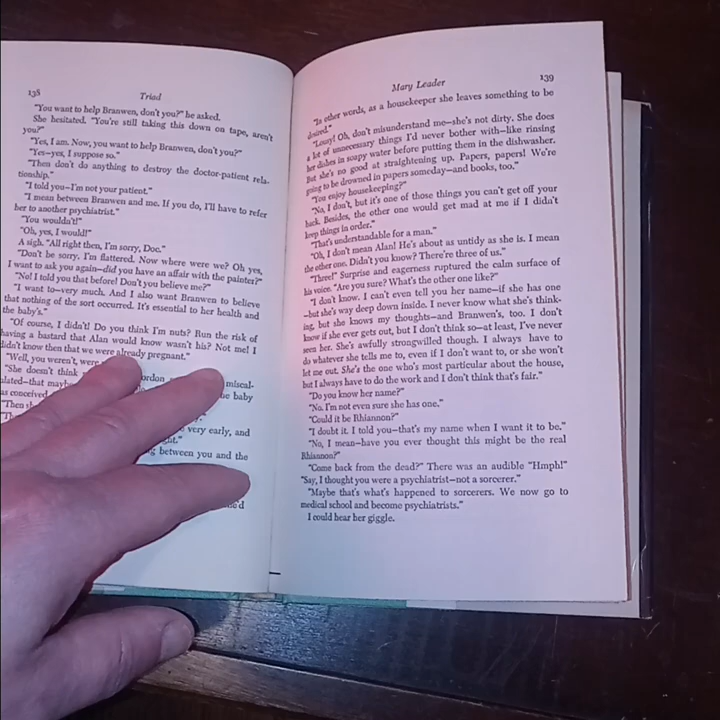 138
Triad
"You want to help Branwen, don't you?" he asked.
She hesitated. "You're still taking this down on tape, aren't
you?"
"Yes, I am. Now, you want to help Branwen, don't you?"
"Yes—yes, I suppose so."
"Then don't do anything to destroy the doctor-patient rela-
tionship."
"I told you—I'm not your patient."
"I mean between Branwen and me. If you do, I'll have to refer
her to another psychiatrist."
"You wouldn't!"
"Oh, yes, I would!"
A sigh. "All right then, I'm sorry, Doc."
"Don't be sorry. I'm flattered. Now where were we? Oh yes,
I want to ask you again—did you have an affair with the painter?"
"No! I told you that before! Don't you believe me?"
"I want to—very much. And I also want Branwen to believe
that nothing of the sort occurred. It's essential to her health and
the baby's."
"Of course, I didn't! Do you think I'm nuts? Run the risk of
having a bastard that Alan would know wasn't his? Not me! I
didn't know then that we were already pregnant."
"Well, you weren't, were
"She doesn't think
miscal-
ulated—that
baby
as conceived
"Then
very early, and
between you and the
Mary Leader
139
"In other words, as a housekeeper she leaves something to be
desired."
"Lousy! Oh, don't misunderstand me—she's not dirty. She does
a lot of unnecessary things I'd never bother with—like rinsing
her dishes in soapy water before putting them in the dishwasher.
But she's no good at straightening up. Papers, papers! We're
going to be drowned in papers someday—and books, too."
"You enjoy housekeeping?"
"No, I don't, but it's one of those things you can't get off your
back. Besides, the other one would get mad at me if I didn't
keep things in order."
"That's understandable for a man."
"Oh, I don't mean Alan! He's about as untidy as she is. I mean
the other one. Didn't you know? There're three of us."
"Three!" Surprise and eagerness ruptured the calm surface of
his voice. "Are you sure? What's the other one like?"
"I don't know. I can't even tell you her name—if she has one
—but she's way deep down inside. I never know what she's think-
ing, but she knows my thoughts—and Branwen's, too. I don't
know if she ever gets out, but I don't think so—at least, I've never
seen her. She's awfully strongwilled though. I always have to
do whatever she tells me to, even if I don't want to, or she won't
let me out. She's the one who's most particular about the house,
but I always have to do the work and I don't think that's fair."
"Do you know her name?"
"No. I'm not even sure she has one."
"Could it be Rhiannon?"
"I doubt it. I told you—that's my name when I want it to be."
"No, I mean—have you ever thought this might be the real
Rhiannon?"
"Come back from the dead?" There was an audible "Hmph!"
"Say, I thought you were a psychiatrist—not a sorcerer."
"Maybe that's what's happened to sorcerers. We now go to
medical school and become psychiatrists."
I could hear her giggle.